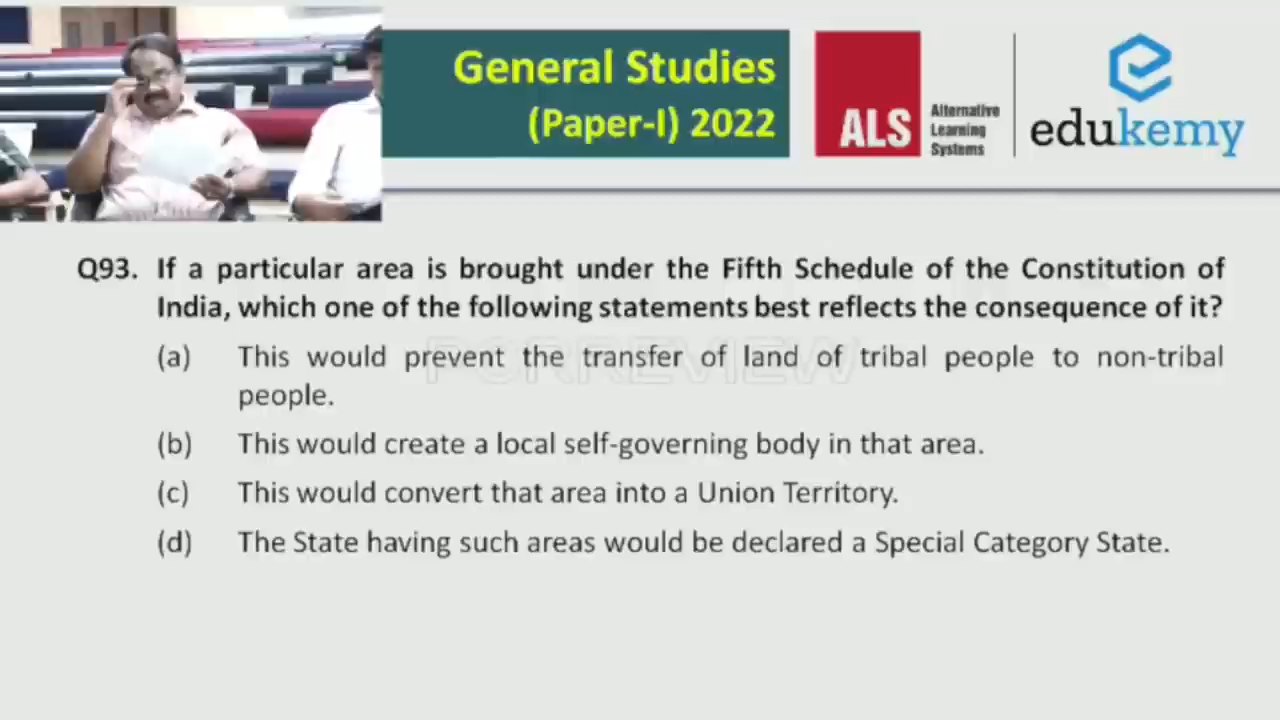 General Studies
(Paper-I) 2022
ALS
Alternative
Learning
Systems
edukemy
Q93. If a particular area is brought under the Fifth Schedule of the Constitution of
India, which one of the following statements best reflects the consequence of it?
(a) This would prevent the transfer of land of tribal people to non-tribal
people.
(b) This would create a local self-governing body in that area.
(c) This would convert that area into a Union Territory.
(d) The State having such areas would be declared a Special Category State.